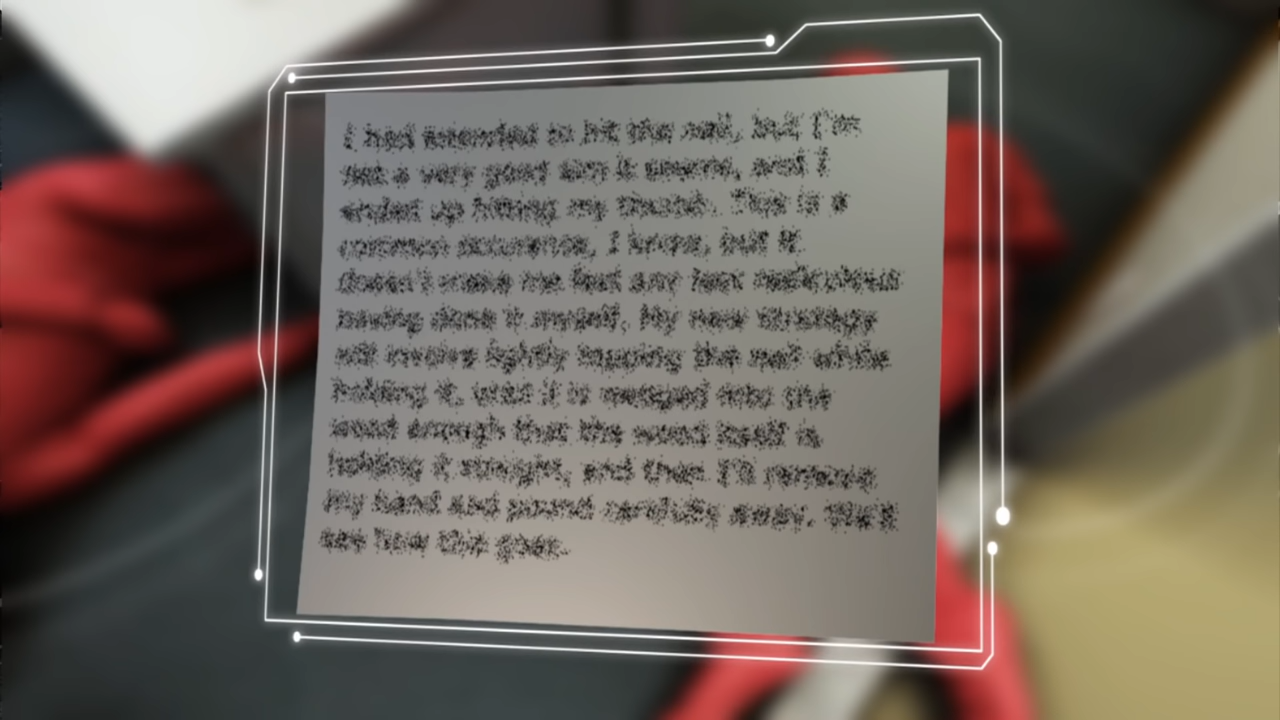 I had intended to hit the nail, but I'm
not a very good aim it seems, and I
ended up hitting my thumb. This is a
common occurence, I know, but it
doesn't make me feel any less ridiculous
having done it myself. My new strategy
will involve lightly tapping the nail while
holding it, until it is wedged into the
wood enough that the wood itself is
holding it straight, and then I'll remove
my hand and pound carefully away. We'll
see how this goes.